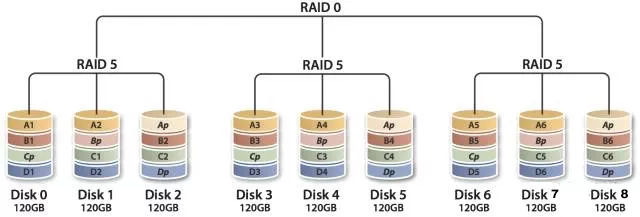 RAID 0
RAID 5 RAID 5 RAID 5
A1 A2 Ap A3 A4 Ap A5 A6 Ap
B1 Bp B2 B3 Bp B4 B5 Bp B6
Cp C1 C2 Cp C3 C4 Cp C5 C6
D1 D2 Dp D3 D4 Dp D5 D6 Dp
Disk 0 Disk 1 Disk 2 Disk 3 Disk 4 Disk 5 Disk 6 Disk 7 Disk 8
120GB 120GB 120GB 120GB 120GB 120GB 120GB 120GB 120GB